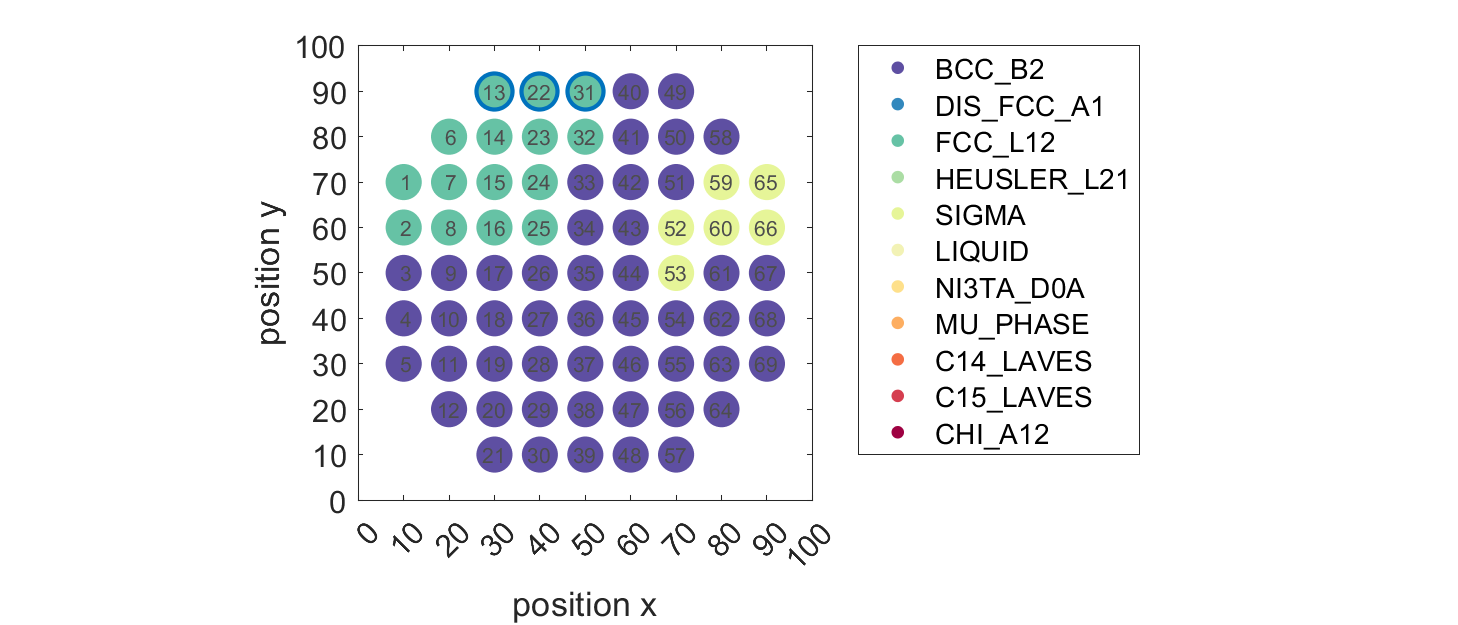 100
90
80
70
60
50
40
30
20
10
0
position y
13 22 31 40 49
6 14 23 32 41 50 58
1 7 15 24 33 42 51 59 65
2 8 16 25 34 43 52 60 66
3 9 17 26 35 44 53 61 67
4 10 18 27 36 45 54 62 68
5 11 19 28 37 46 55 63 69
12 20 29 38 47 56 64
21 30 39 48 57
0 10 20 30 40 50 60 70 80 90 100
position x
BCC_B2
DIS_FCC_A1
FCC_L12
HEUSLER_L21
SIGMA
LIQUID
NI3TA_D0A
MU_PHASE
C14_LAVES
C15_LAVES
CHI_A12